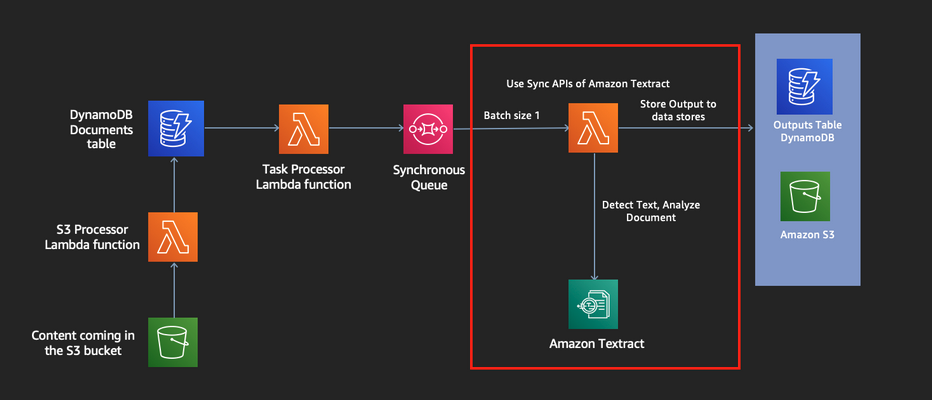 Use Sync APIs of Amazon Textract
DynamoDB
Documents
table
Batch size 1
Store Output to
data stores
Outputs Table
DynamoDB
Task Processor
Lambda function
Synchronous
Queue
Detect Text, Analyze
Document
S3 Processor
Lambda function
Amazon S3
Content coming in
the S3 bucket
Amazon Textract